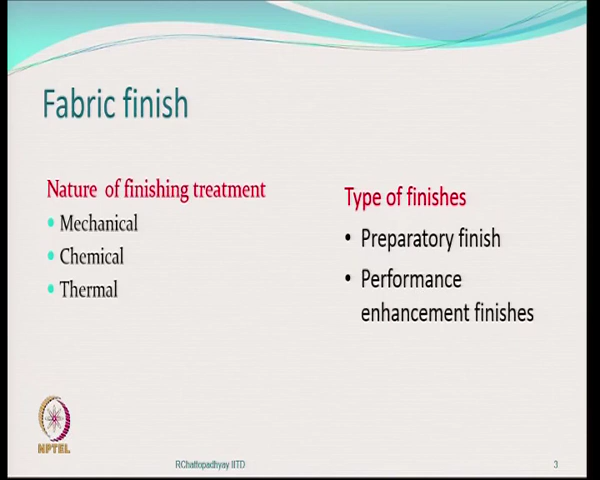 Fabric finish
Nature of finishing treatment
Mechanical
Chemical
Thermal
Type of finishes
Preparatory finish
Performance
enhancement finishes
NPTEL
RChattopadhyay IITD
3